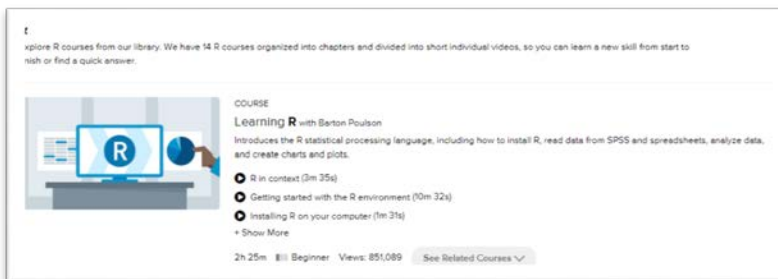 xplore R courses from our library. We have 14 R courses organized into chapters and divided into short individual videos, so you can learn a new skill from start to
nish or find a quick answer.
COURSE
Learning R with Barton Poulson
Introduces the R statistical processing language, including how to install R, read data from SPSS and spreadsheets, analyze data,
and create charts and plots.
R
R in context (3m 35s)
Getting started with the R environment (10m 32s)
Installing R on your computer (1m 31s)
+ Show More
2h 25m Beginner Views: 851,089 See Related Courses